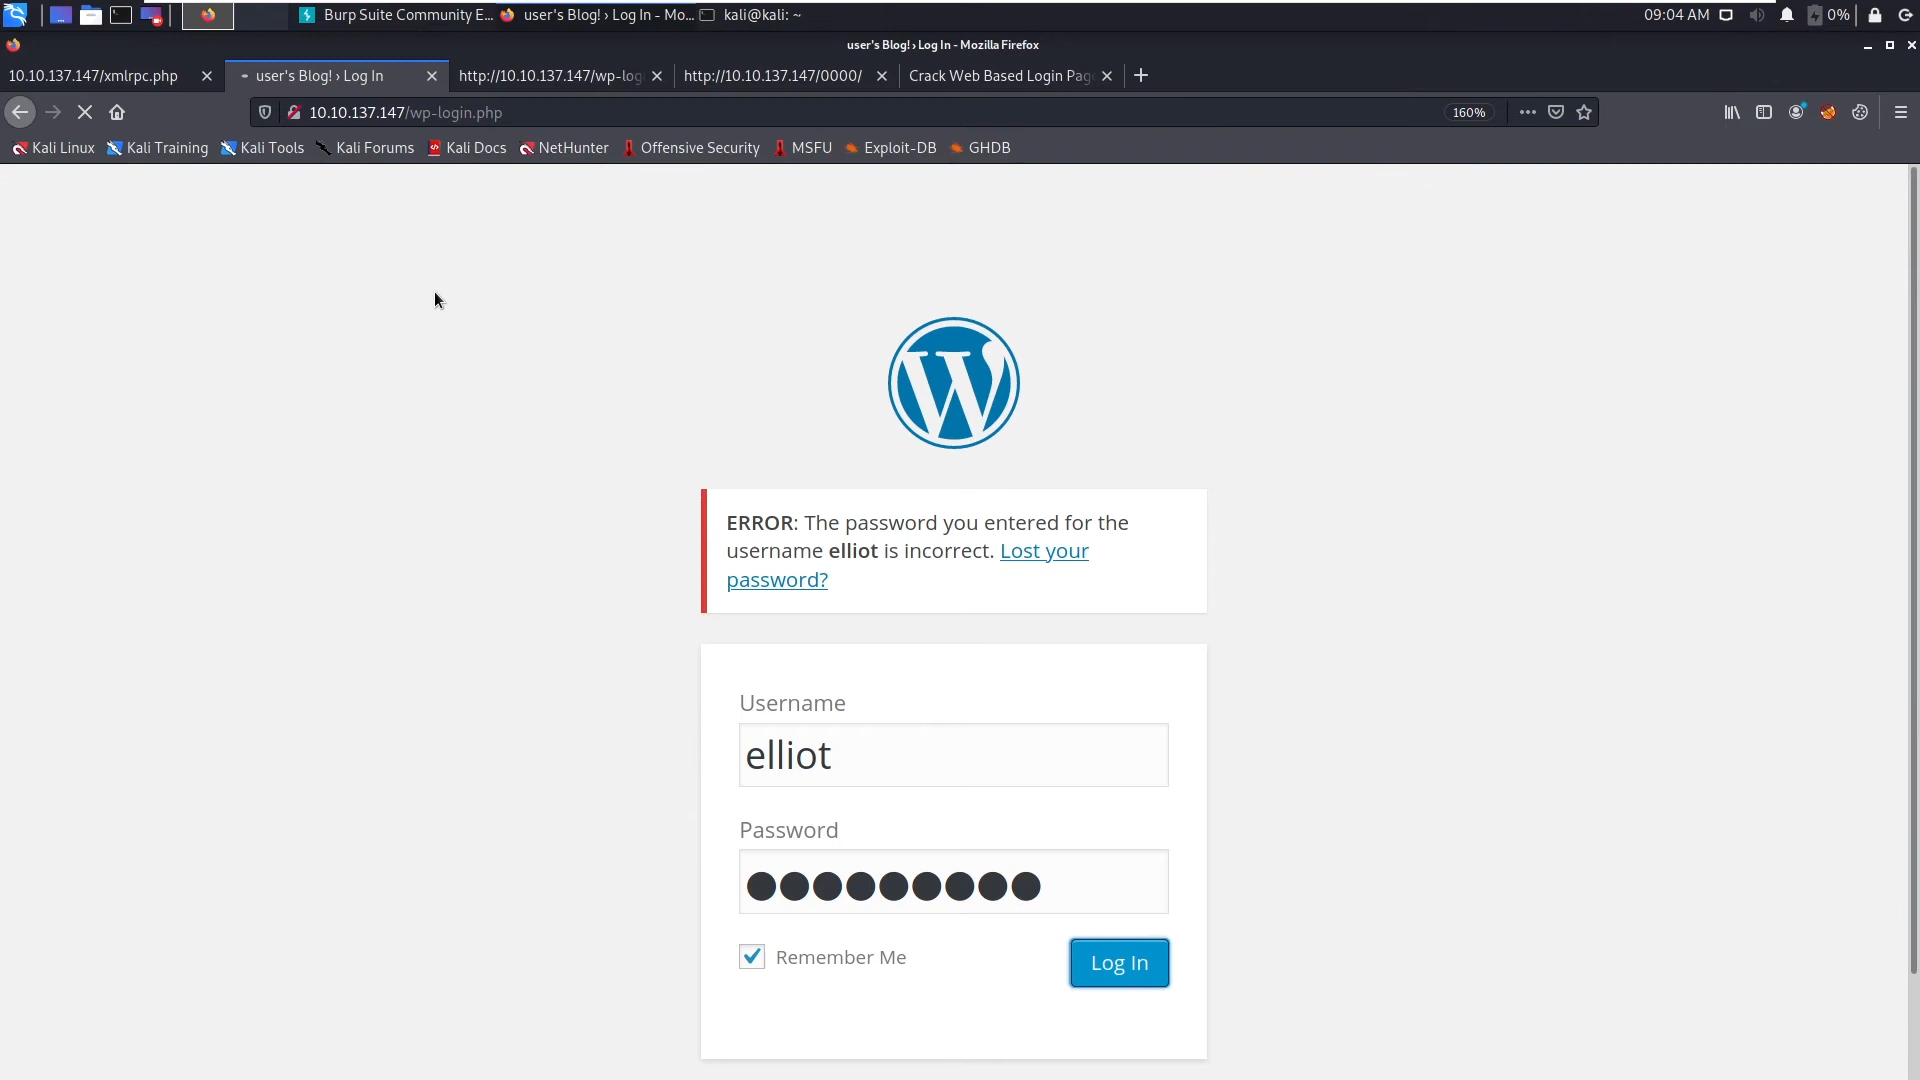 Burp Suite Community E... user's Blog! › Log In - Mo... kali@kali: ~ 09:04 AM 0%
user's Blog! › Log In - Mozilla Firefox
10.10.137.147/xmlrpc.php user's Blog! › Log In http://10.10.137.147/wp-log http://10.10.137.147/0000/ Crack Web Based Login Pag
10.10.137.147/wp-login.php 160%
Kali Linux Kali Training Kali Tools Kali Forums Kali Docs NetHunter Offensive Security MSFU Exploit-DB GHDB
ERROR: The password you entered for the
username elliot is incorrect. Lost your
password?
Username
elliot
Password
Remember Me Log In